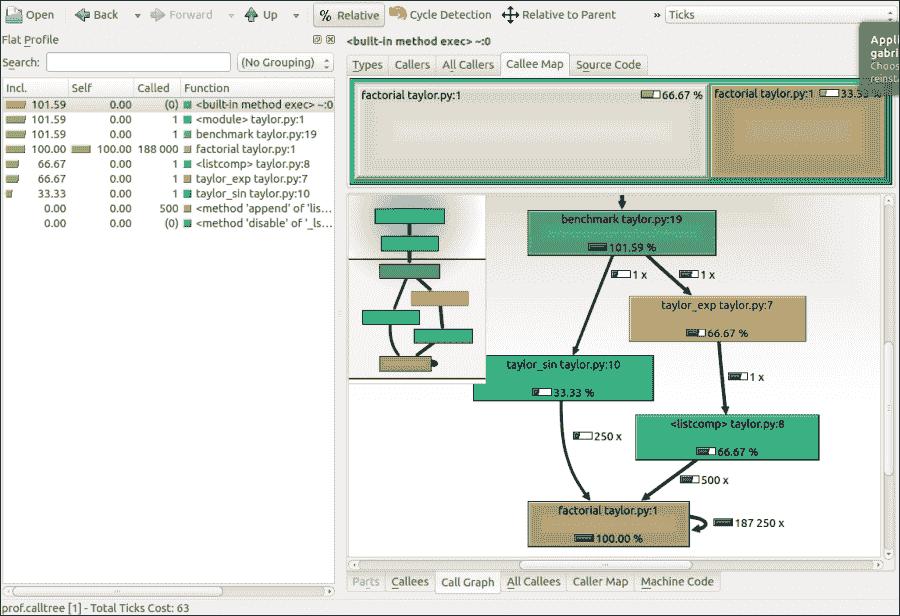 Open Back Forward Up % Relative Cycle Detection Relative to Parent » Ticks
Flat Profile
Search: (No Grouping)
Incl. Self Called Function
101.59 0.00 (0) <built-in method exec> ~:0
101.59 0.00 1 <module> taylor.py:1
101.59 0.00 1 benchmark taylor.py:19
100.00 100.00 188 000 factorial taylor.py:1
66.67 0.00 1 <listcomp> taylor.py:8
66.67 0.00 1 taylor_exp taylor.py:7
33.33 0.00 1 taylor_sin taylor.py:10
0.00 0.00 500 <method 'append' of 'lis...
0.00 0.00 (0) <method 'disable' of '_ls...
<built-in method exec> ~:0
Types Callers All Callers Callee Map Source Code
Appli
gabri
Choos
reinst
factorial taylor.py:1 66.67 %
factorial taylor.py:1 33.33 %
benchmark taylor.py:19
101.59 %
1 x
1 x
taylor_exp taylor.py:7
66.67 %
taylor_sin taylor.py:10
33.33 %
1 x
<listcomp> taylor.py:8
66.67 %
250 x
500 x
factorial taylor.py:1
100.00 %
187 250 x
Parts Callees Call Graph All Callees Caller Map Machine Code
prof.calltree [1] - Total Ticks Cost: 63